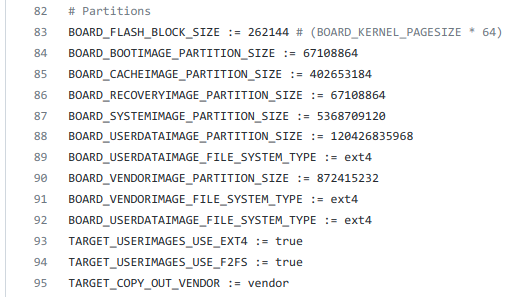 82 # Partitions
83 BOARD_FLASH_BLOCK_SIZE := 262144 # (BOARD_KERNEL_PAGESIZE * 64)
84 BOARD_BOOTIMAGE_PARTITION_SIZE := 67108864
85 BOARD_CACHEIMAGE_PARTITION_SIZE := 402653184
86 BOARD_RECOVERYIMAGE_PARTITION_SIZE := 67108864
87 BOARD_SYSTEMIMAGE_PARTITION_SIZE := 5368709120
88 BOARD_USERDATAIMAGE_PARTITION_SIZE := 120426835968
89 BOARD_USERDATAIMAGE_FILE_SYSTEM_TYPE := ext4
90 BOARD_VENDORIMAGE_PARTITION_SIZE := 872415232
91 BOARD_VENDORIMAGE_FILE_SYSTEM_TYPE := ext4
92 BOARD_USERDATAIMAGE_FILE_SYSTEM_TYPE := ext4
93 TARGET_USERIMAGES_USE_EXT4 := true
94 TARGET_USERIMAGES_USE_F2FS := true
95 TARGET_COPY_OUT_VENDOR := vendor